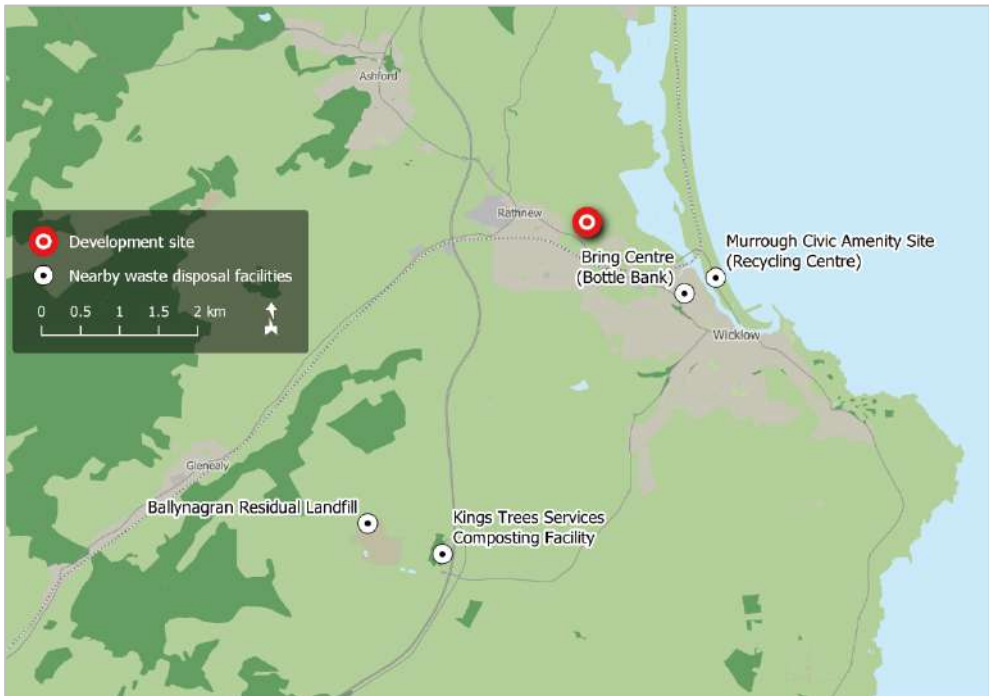 Ashford
Rathnew
Development site
Nearby waste disposal facilities
0 0.5 1 1.5 2 km
Bring Centre
(Bottle Bank)
Murrough Civic Amenity Site
(Recycling Centre)
Wicklow
Glenealy
Ballynagran Residual Landfill
Kings Trees Services
Composting Facility